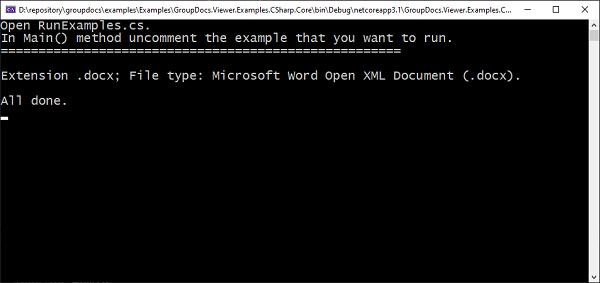 D:\repository\groupdocs\examples\Examples\GroupDocs.Viewer.Examples.CSharp.Core\bin\Debug\netcoreapp3.1\GroupDocs.Viewer.Examples.C...
Open RunExamples.cs.
In Main() method uncomment the example that you want to run.
======================================================
Extension .docx; File type: Microsoft Word Open XML Document (.docx).
All done.